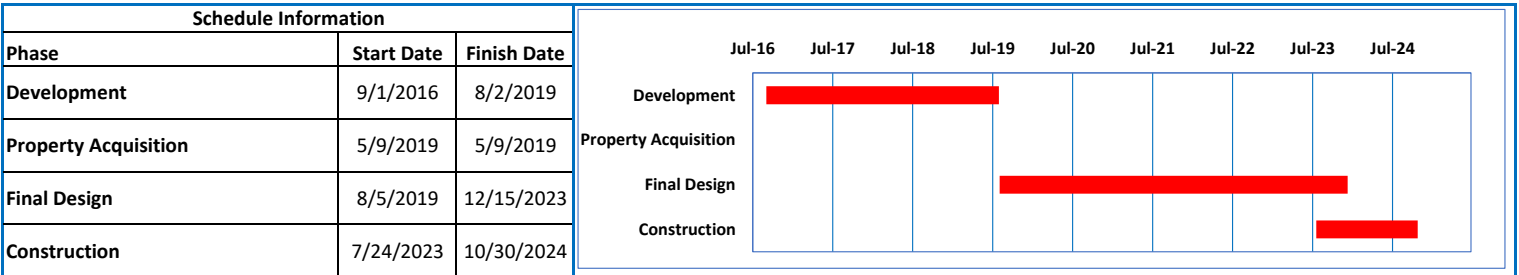 Schedule Information
Phase Start Date Finish Date
Development 9/1/2016 8/2/2019
Property Acquisition 5/9/2019 5/9/2019
Final Design 8/5/2019 12/15/2023
Construction 7/24/2023 10/30/2024
Jul-16 Jul-17 Jul-18 Jul-19 Jul-20 Jul-21 Jul-22 Jul-23 Jul-24
Development
Property Acquisition
Final Design
Construction